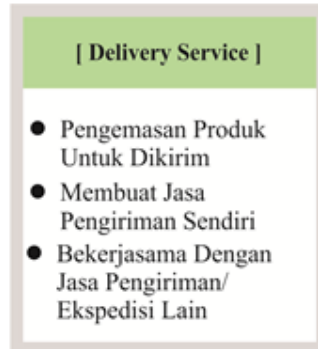 [ Delivery Service ]
● Pengemasan Produk
Untuk Dikirim
● Membuat Jasa
Pengiriman Sendiri
● Bekerjasama Dengan
Jasa Pengiriman/
Ekspedisi Lain